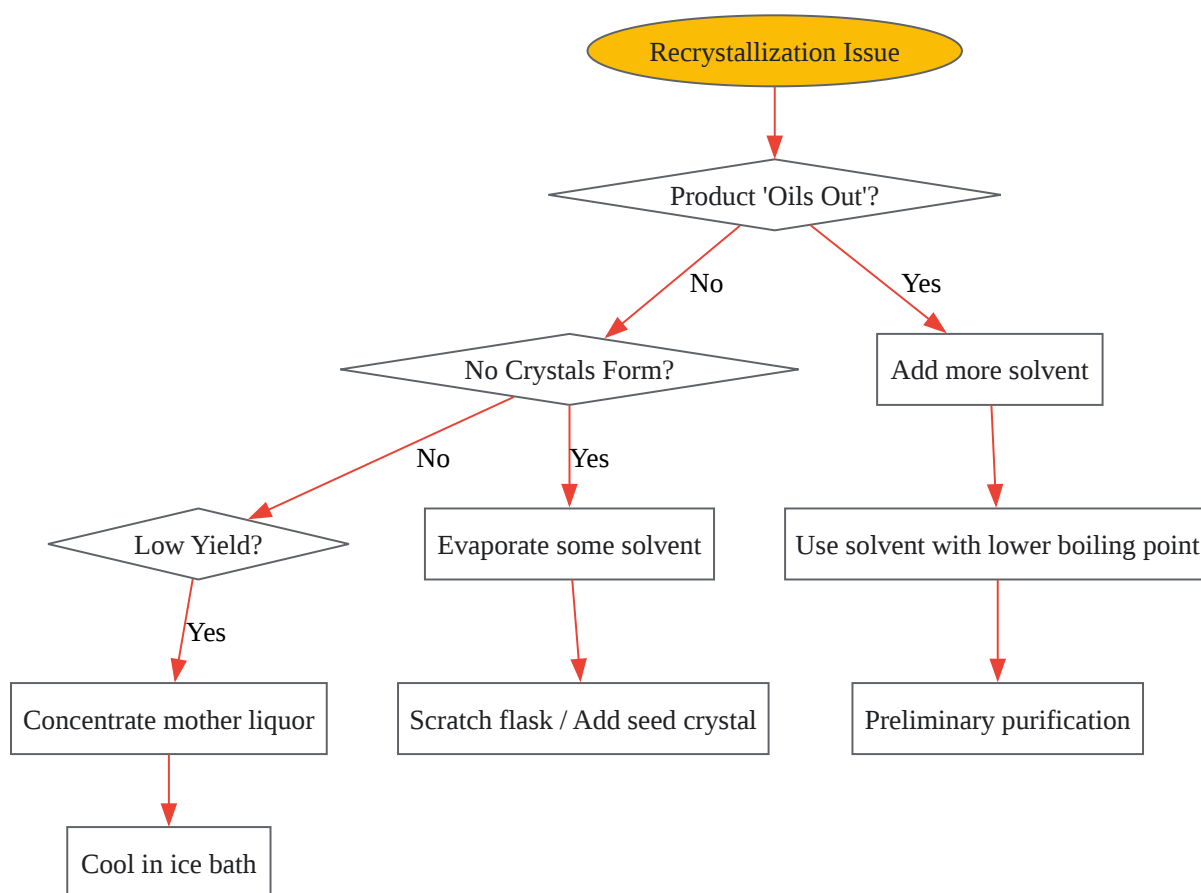 Recrystallization Issue
Product 'Oils Out'?
No
Yes
No Crystals Form?
Add more solvent
No
Yes
Low Yield?
Evaporate some solvent
Use solvent with lower boiling point
Yes
Concentrate mother liquor
Scratch flask / Add seed crystal
Preliminary purification
Cool in ice bath